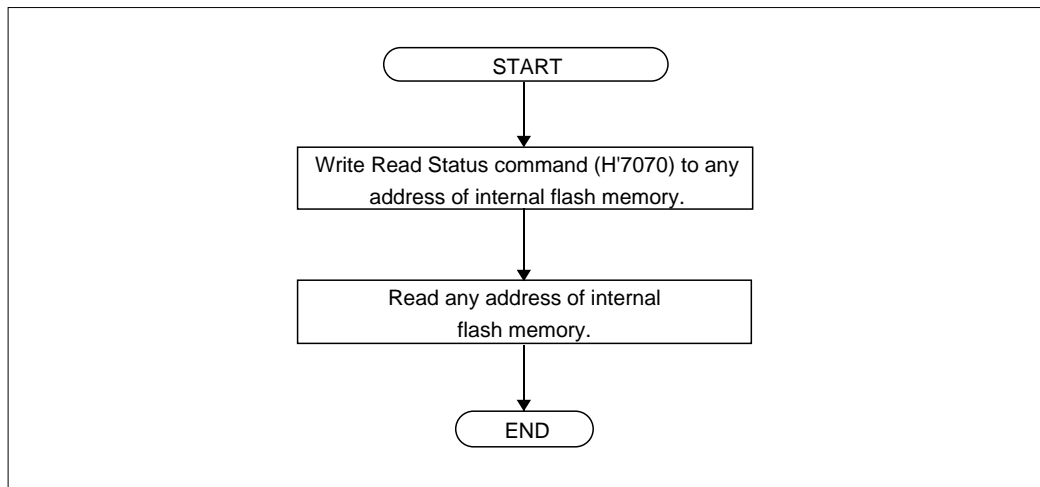 START
Write Read Status command (H'7070) to any
address of internal flash memory.
Read any address of internal
flash memory.
END